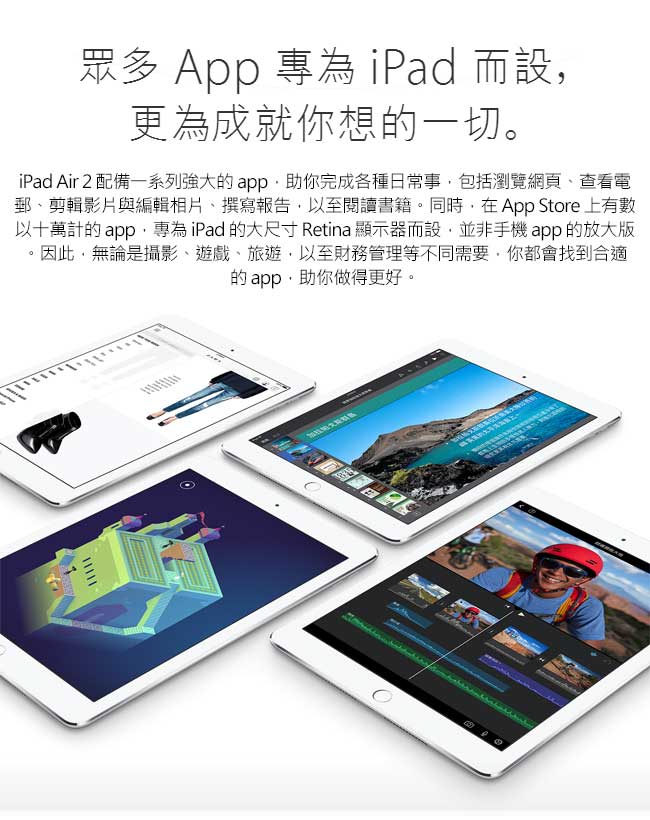 眾多 App 專為 iPad 而設，
更為成就你想的一切。
iPad Air 2 配備一系列強大的 app，助你完成各種日常事，包括瀏覽網頁、查看電
郵、剪輯影片與編輯相片、撰寫報告，以至閱讀書籍。同時，在 App Store 上有數
以十萬計的 app，專為 iPad 的大尺寸 Retina 顯示器而設，並非手機 app 的放大版
。因此，無論是攝影、遊戲、旅遊，以至財務管理等不同需要，你都會找到合適
的 app，助你做得更好。